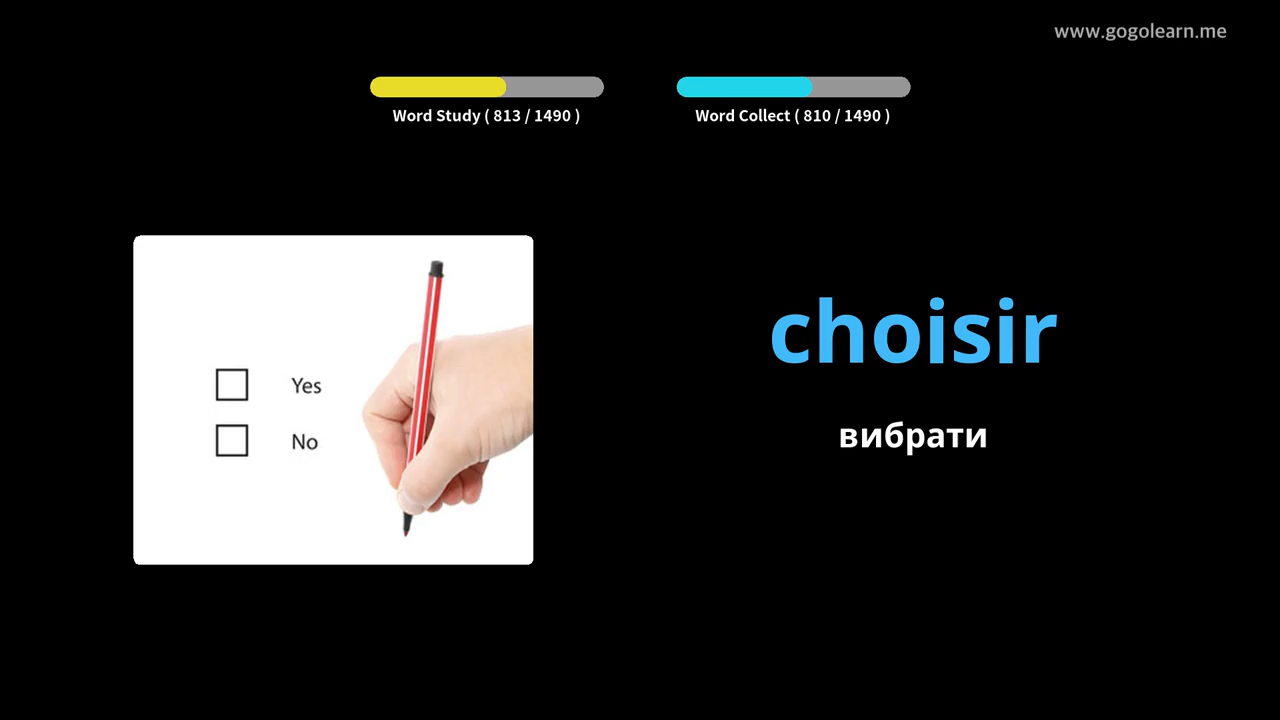 www.gogolearn.me
Word Study ( 813 / 1490 )
Word Collect ( 810 / 1490 )
Yes
No
choisir
вибрати